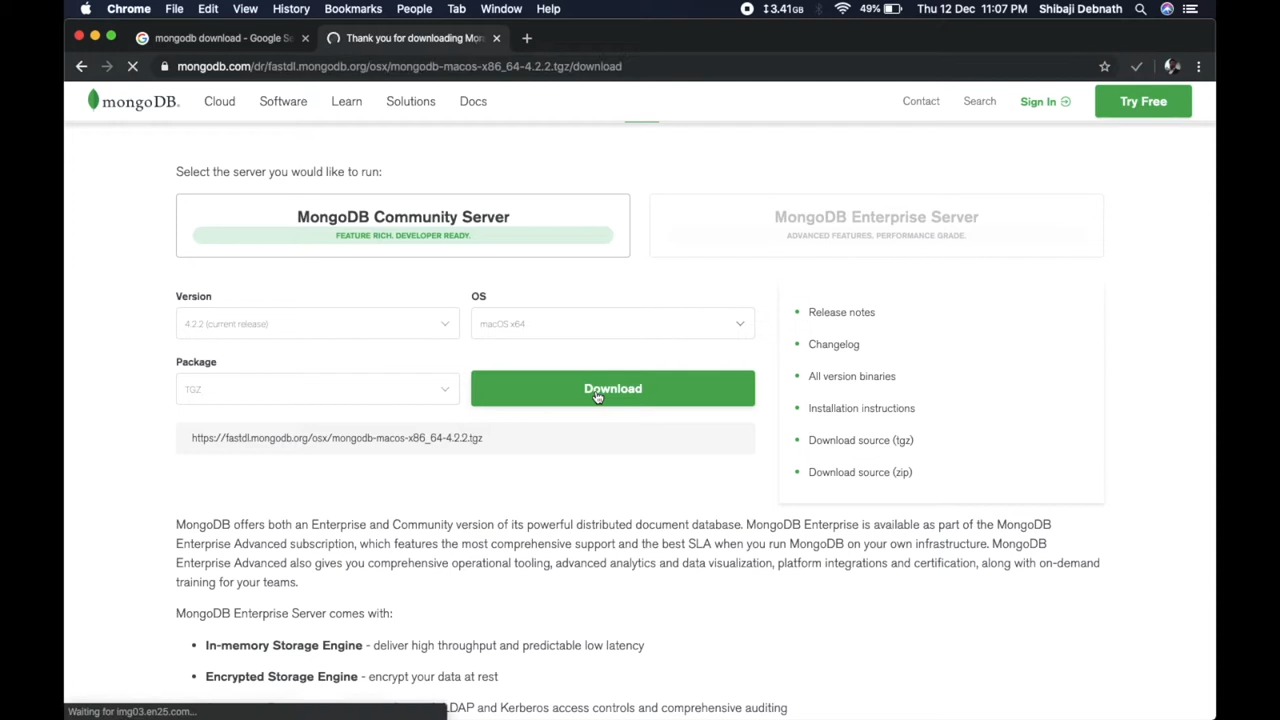 Chrome File Edit View History Bookmarks People Tab Window Help 3.41GB 49% Thu 12 Dec 11:07 PM Shibaji Debnath
mongodb download - Google Se Thank you for downloading Mon
mongodb.com/dr/fastdl.mongodb.org/osx/mongodb-macos-x86_64-4.2.2.tgz/download
mongoDB. Cloud Software Learn Solutions Docs Contact Search Sign In Try Free
Select the server you would like to run:
MongoDB Community Server
FEATURE RICH. DEVELOPER READY.
MongoDB Enterprise Server
ADVANCED FEATURES. PERFORMANCE GRADE.
Version
4.2.2 (current release)
OS
macOS x64
Package
TGZ
Download
https://fastdl.mongodb.org/osx/mongodb-macos-x86_64-4.2.2.tgz
Release notes
Changelog
All version binaries
Installation instructions
Download source (tgz)
Download source (zip)
MongoDB offers both an Enterprise and Community version of its powerful distributed document database. MongoDB Enterprise is available as part of the MongoDB
Enterprise Advanced subscription, which features the most comprehensive support and the best SLA when you run MongoDB on your own infrastructure. MongoDB
Enterprise Advanced also gives you comprehensive operational tooling, advanced analytics and data visualization, platform integrations and certification, along with on-demand
training for your teams.
MongoDB Enterprise Server comes with:
In-memory Storage Engine - deliver high throughput and predictable low latency
Encrypted Storage Engine - encrypt your data at rest
LDAP and Kerberos access controls and comprehensive auditing
Waiting for img03.en25.com...